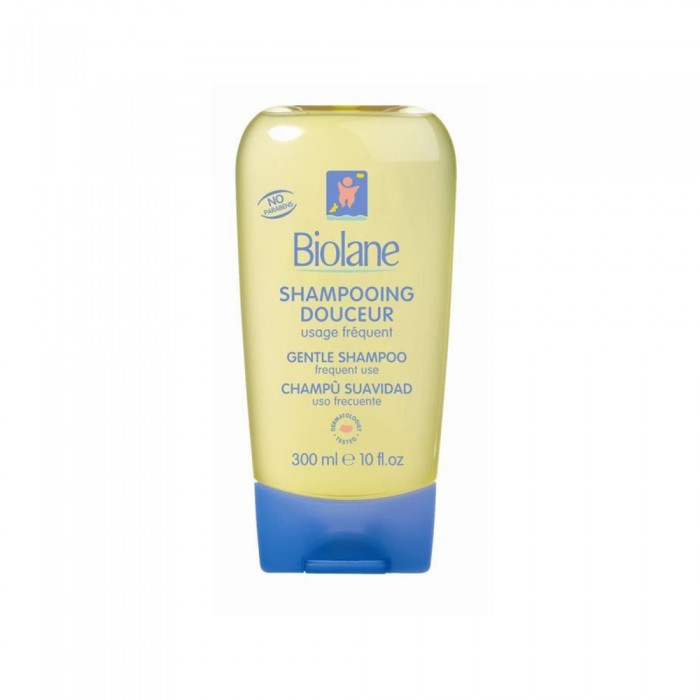 NO
PARABENS
Biolane
SHAMPOOING
DOUCEUR
usage fréquent
GENTLE SHAMPOO
frequent use
CHAMPÙ SUAVIDAD
uso frecuente
DERMATOLOGIST
• TESTED •
300 ml ℮ 10 fl.oz